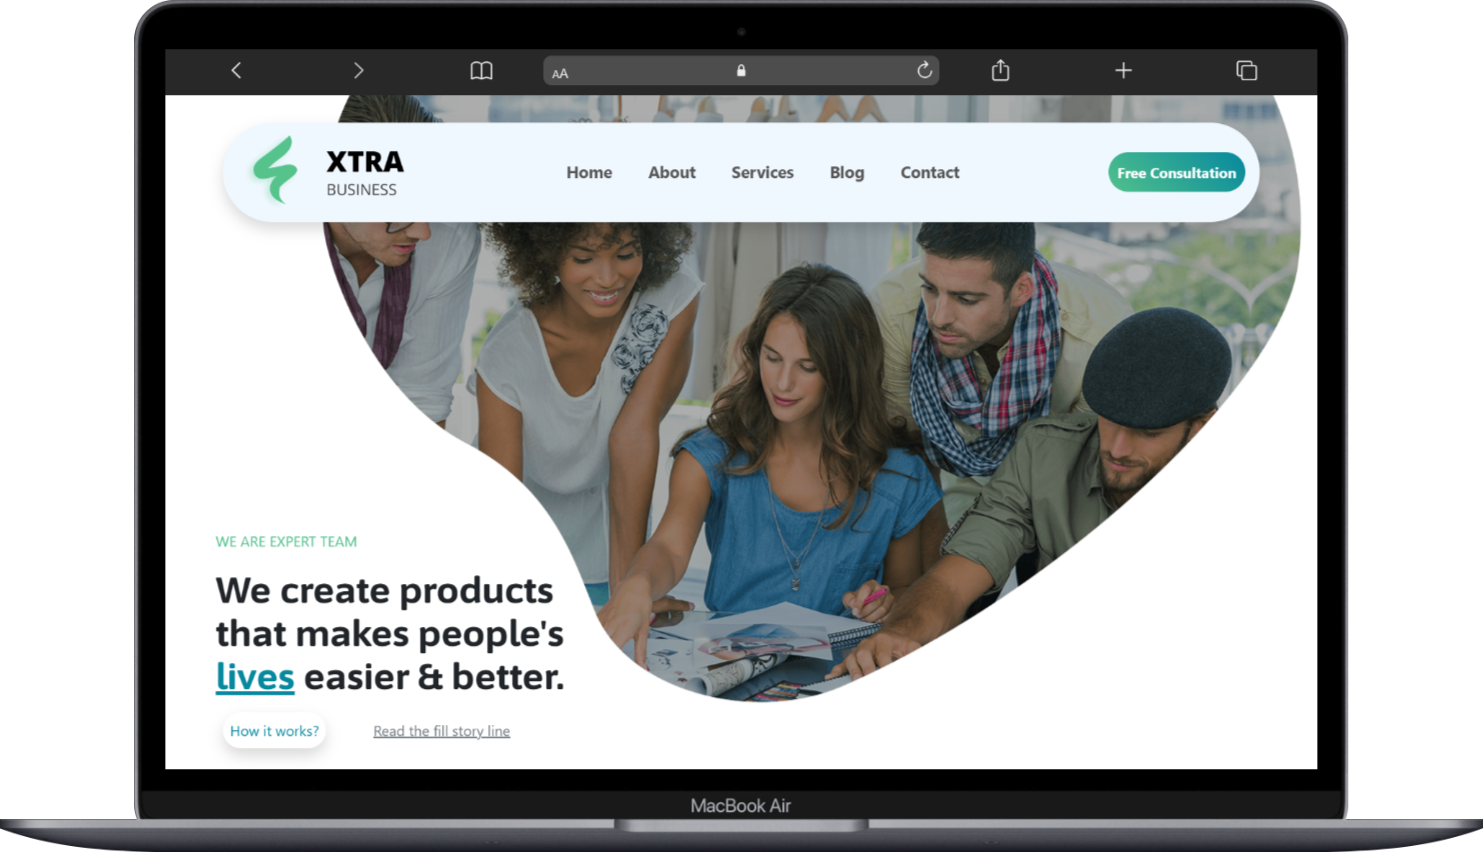 AA
XTRA
BUSINESS
Home About Services Blog Contact
Free Consultation
WE ARE EXPERT TEAM
We create products
that makes people's
lives easier & better.
How it works? Read the fill story line
MacBook Air